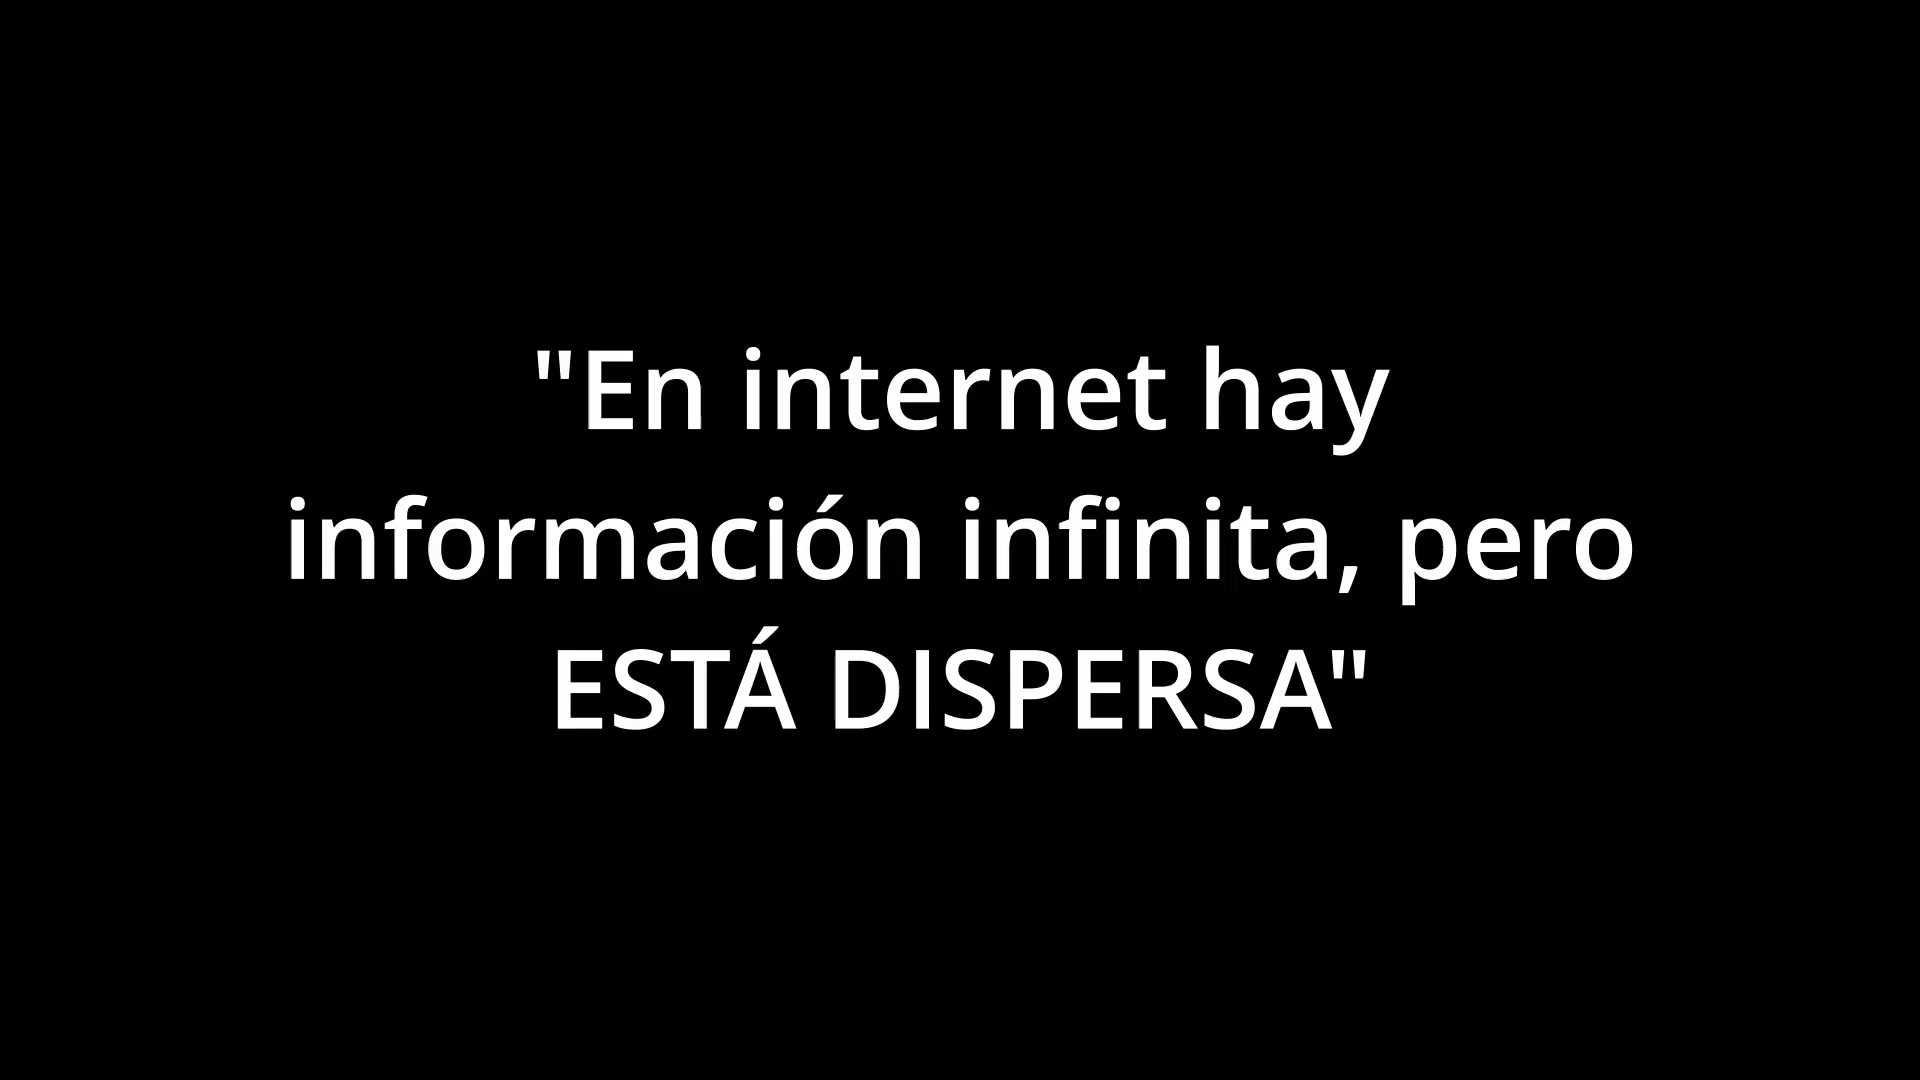 "En internet hay
información infinita, pero
ESTÁ DISPERSA"